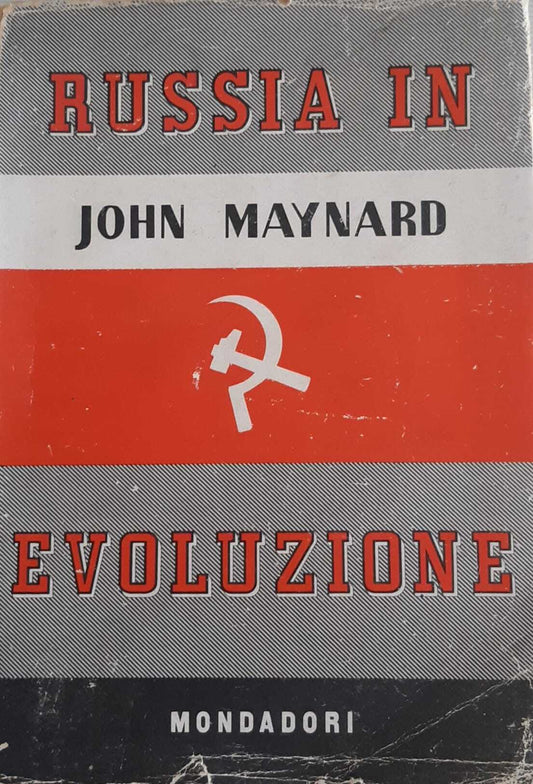 RUSSIA IN
JOHN MAYNARD
EVOLUZIONE
MONDADORI